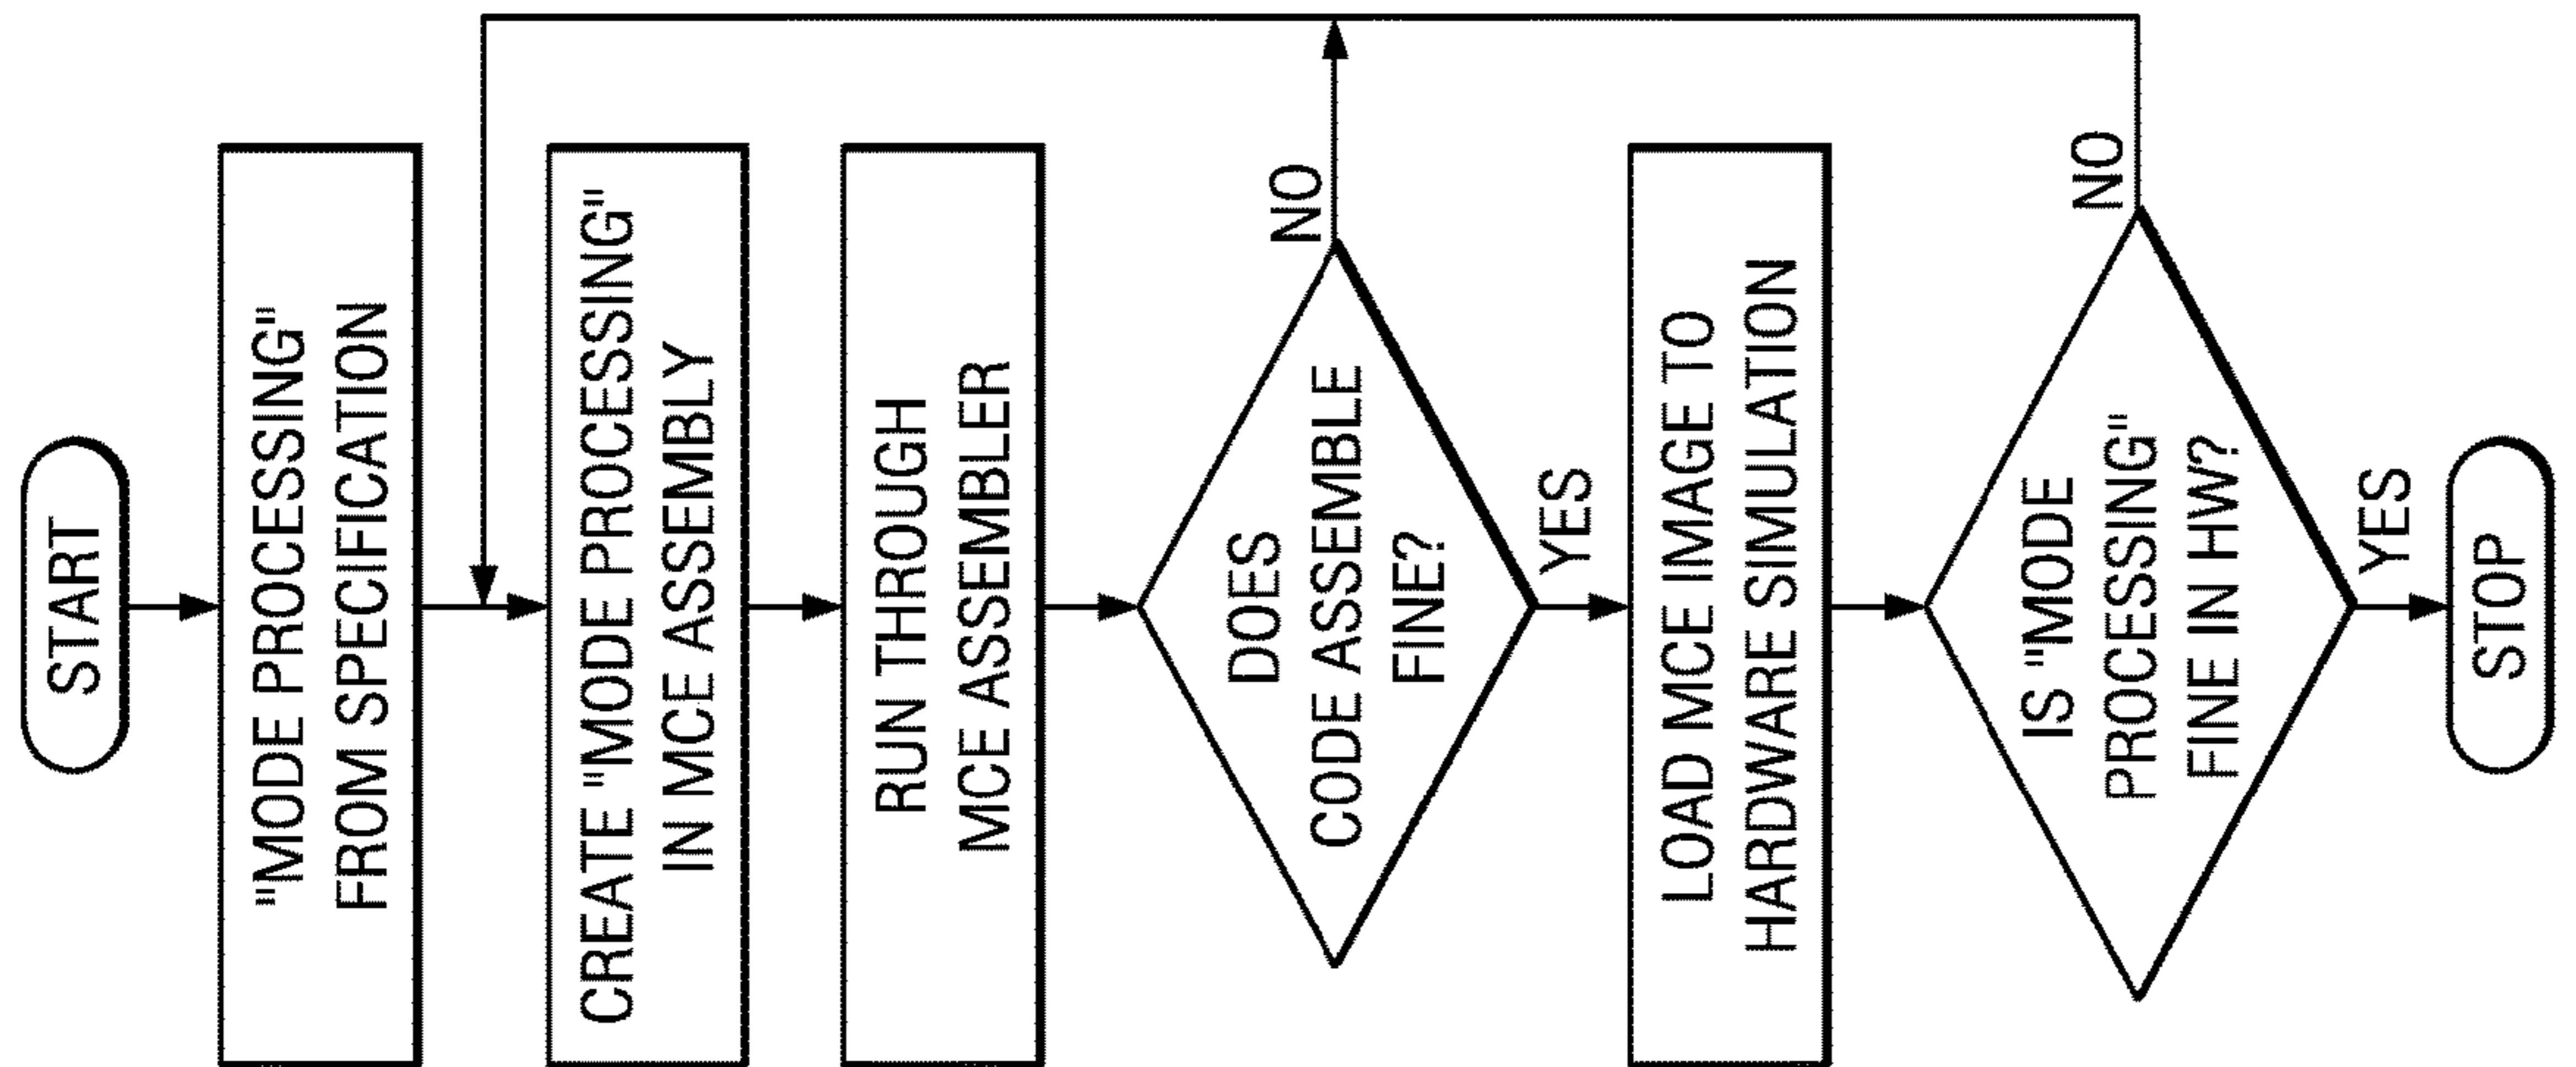 START
"MODE PROCESSING"
FROM SPECIFICATION
CREATE "MODE PROCESSING"
IN MCE ASSEMBLY
RUN THROUGH
MCE ASSEMBLER
DOES
CODE ASSEMBLE
FINE?
NO
YES
LOAD MCE IMAGE TO
HARDWARE SIMULATION
IS "MODE
PROCESSING"
FINE IN HW?
NO
YES
STOP